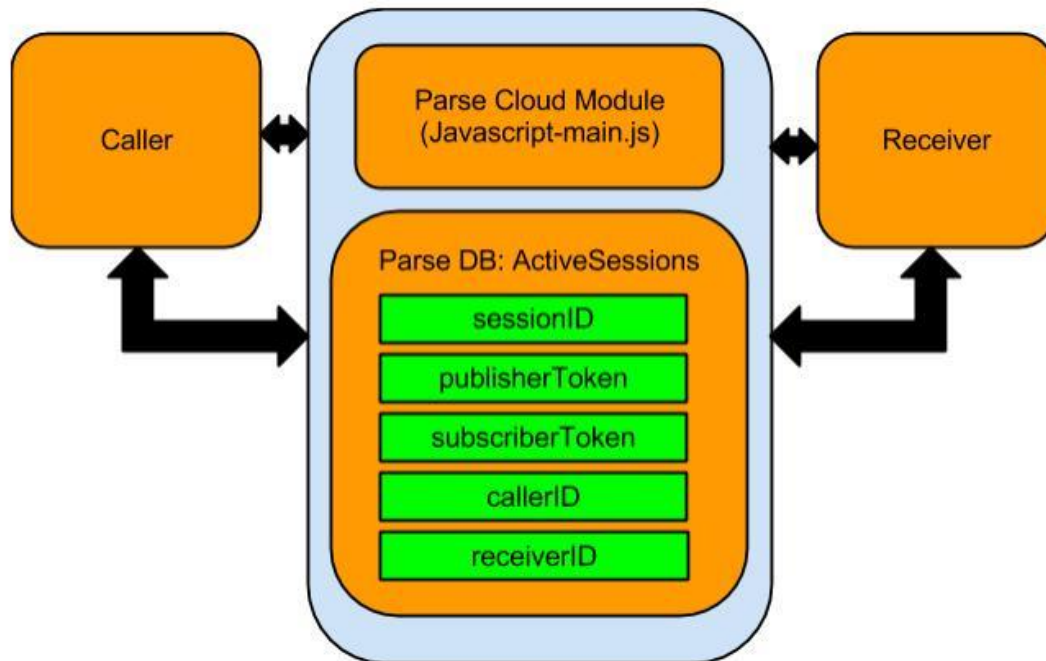 Caller
Parse Cloud Module
(Javascript-main.js)
Receiver
Parse DB: ActiveSessions
sessionID
publisherToken
subscriberToken
callerID
receiverID